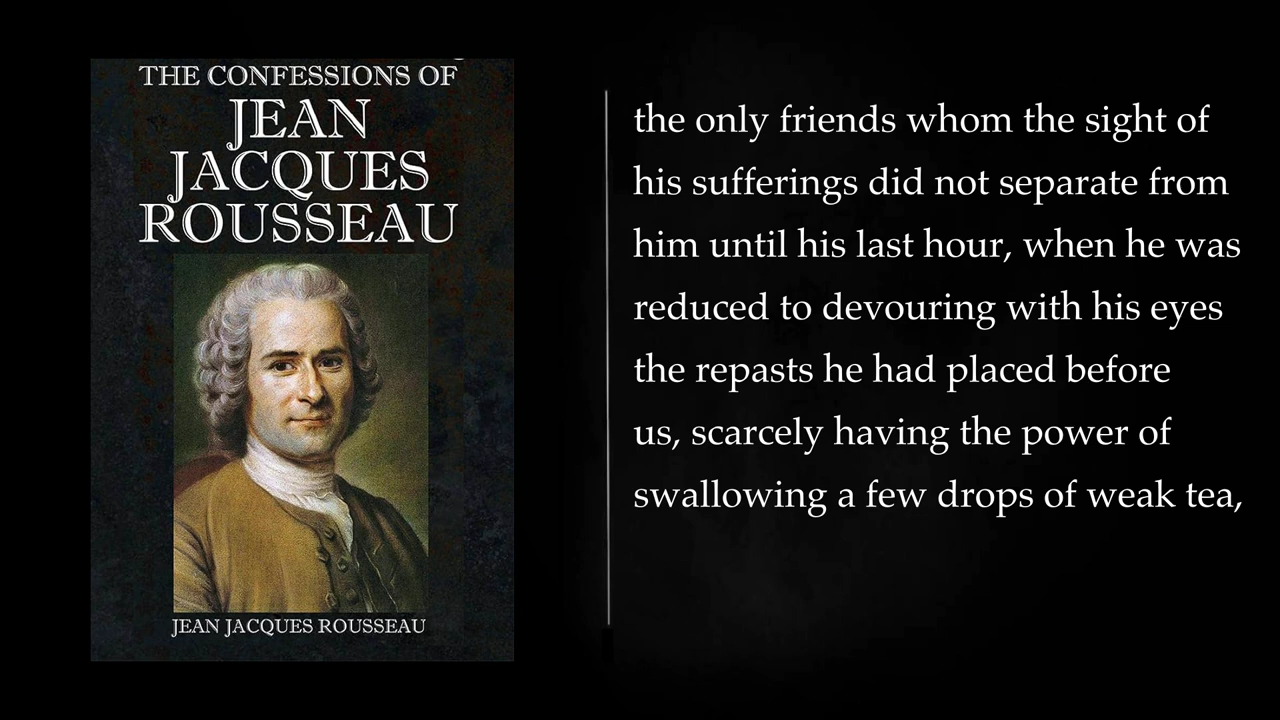 THE CONFESSIONS OF
JEAN
JACQUES
ROUSSEAU
JEAN JACQUES ROUSSEAU
the only friends whom the sight of
his sufferings did not separate from
him until his last hour, when he was
reduced to devouring with his eyes
the repasts he had placed before
us, scarcely having the power of
swallowing a few drops of weak tea,